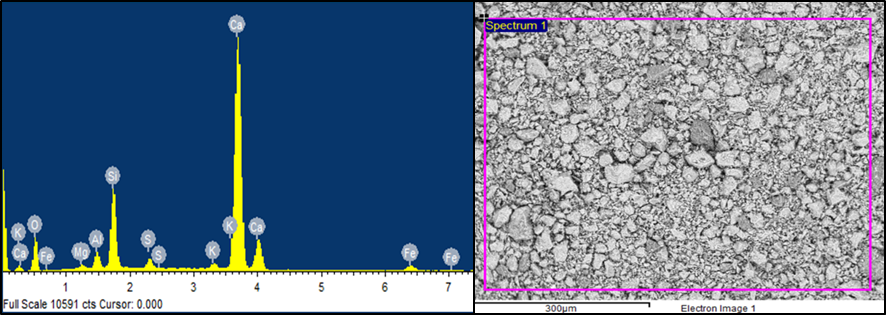 Ca
Si
K
O
Ca
Fe
Mg
Al
S
S
K
K
Ca
Fe
Fe
1 2 3 4 5 6 7
Full Scale 10591 cts Cursor: 0.000
Spectrum 1
300µm Electron Image 1